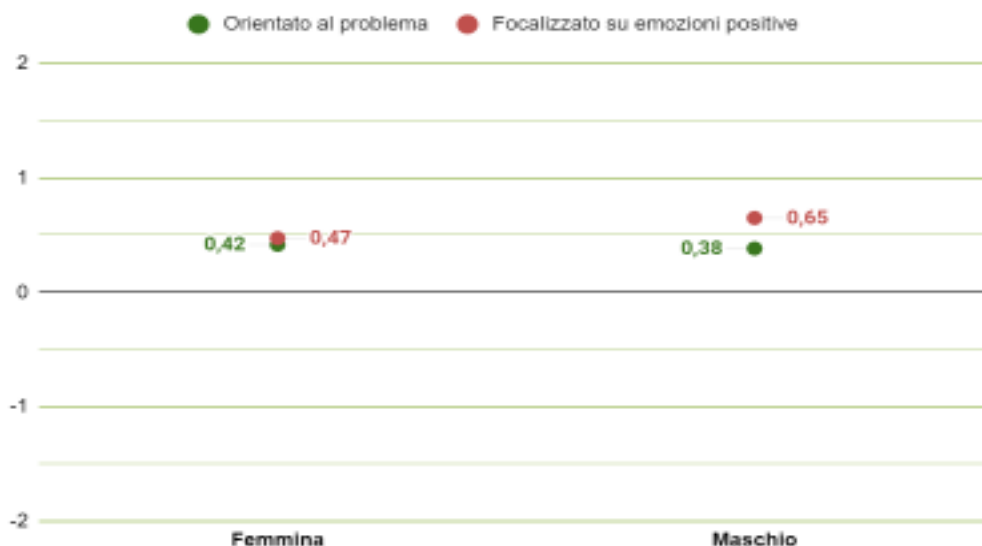 Orientato al problema Focalizzato su emozioni positive
2
1
0,65
0,42 0,47 0,38
0
-1
-2
Femmina Maschio